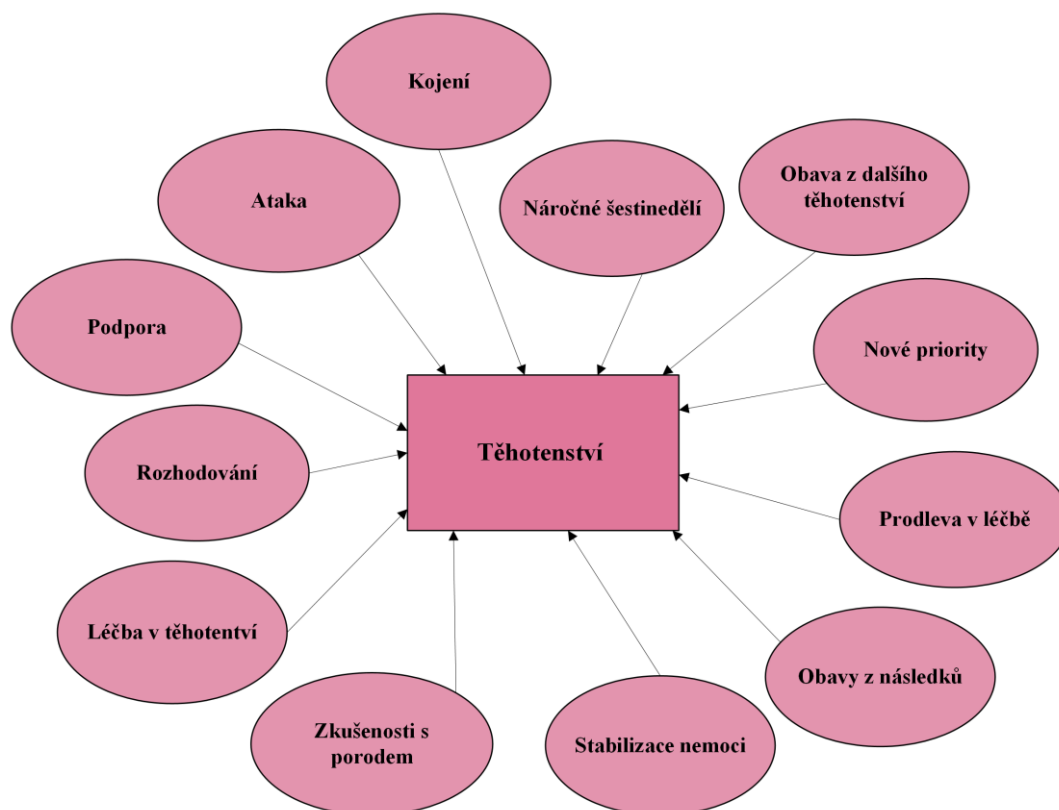 Kojení
Ataka
Náročné šestinedělí
Obava z dalšího
těhotenství
Podpora
Nové priority
Těhotenství
Rozhodování
Prodleva v léčbě
Léčba v těhotentví
Obavy z následků
Zkušenosti s
porodem
Stabilizace nemoci